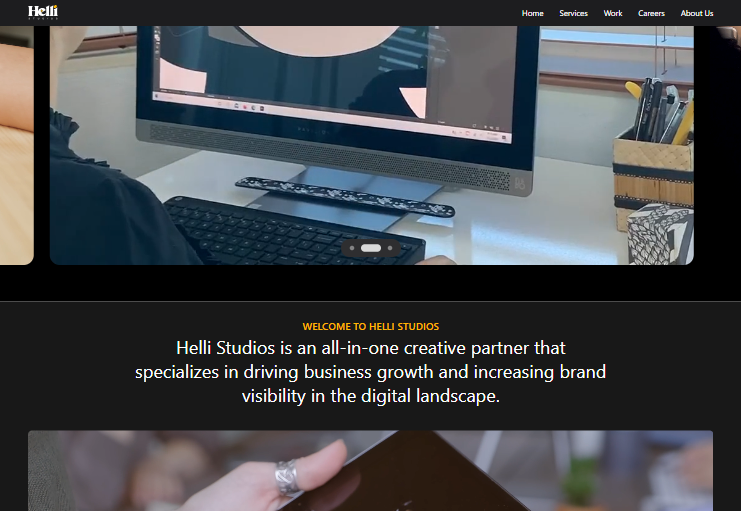 Helli
STUDIOS
Home Services Work Careers About Us
WELCOME TO HELLI STUDIOS
Helli Studios is an all-in-one creative partner that
specializes in driving business growth and increasing brand
visibility in the digital landscape.